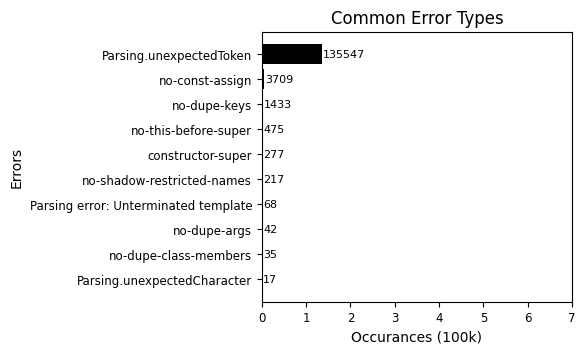 Common Error Types
Errors
Parsing.unexpectedToken 135547
no-const-assign 3709
no-dupe-keys 1433
no-this-before-super 475
constructor-super 277
no-shadow-restricted-names 217
Parsing error: Unterminated template 68
no-dupe-args 42
no-dupe-class-members 35
Parsing.unexpectedCharacter 17
0 1 2 3 4 5 6 7
Occurances (100k)